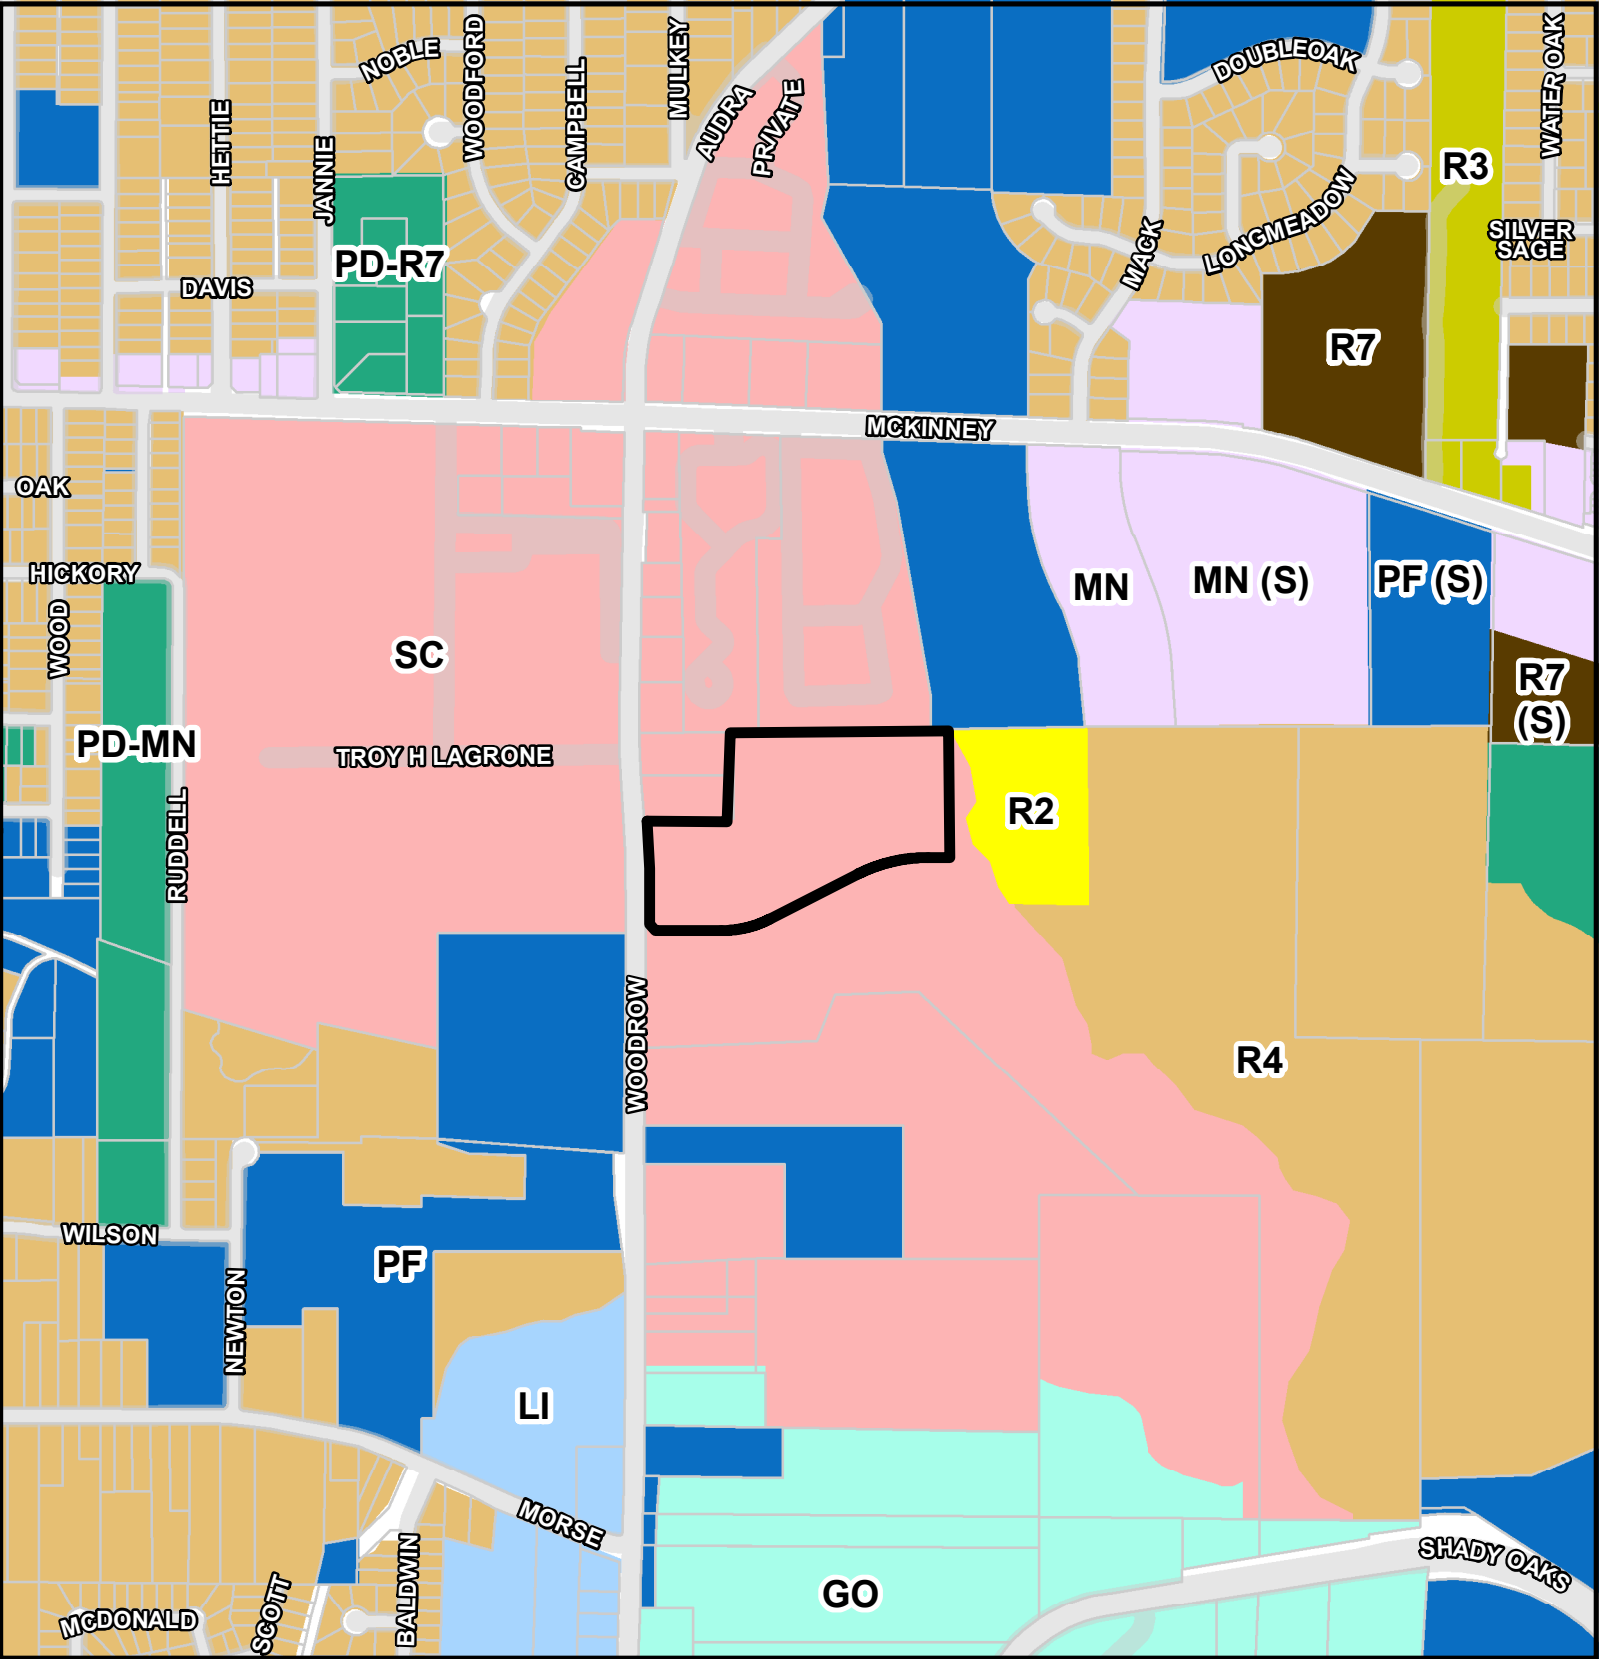 NOBLE
WOODFORD
CAMPBELL
MULKEY
AUDRA
PRIVATE
DOUBLEOAK
WATER OAK
HETTIE
JANNIE
R3
LONGMEADOW
MACK
SILVER
SAGE
PD-R7
DAVIS
R7
MCKINNEY
OAK
HICKORY
WOOD
MN
MN (S)
PF (S)
SC
R7
(S)
PD-MN
TROY H LAGRONE
RUDDELL
R2
WOODROW
R4
WILSON
PF
NEWTON
LI
MORSE
BALDWIN
SCOTT
MCDONALD
GO
SHADY OAKS